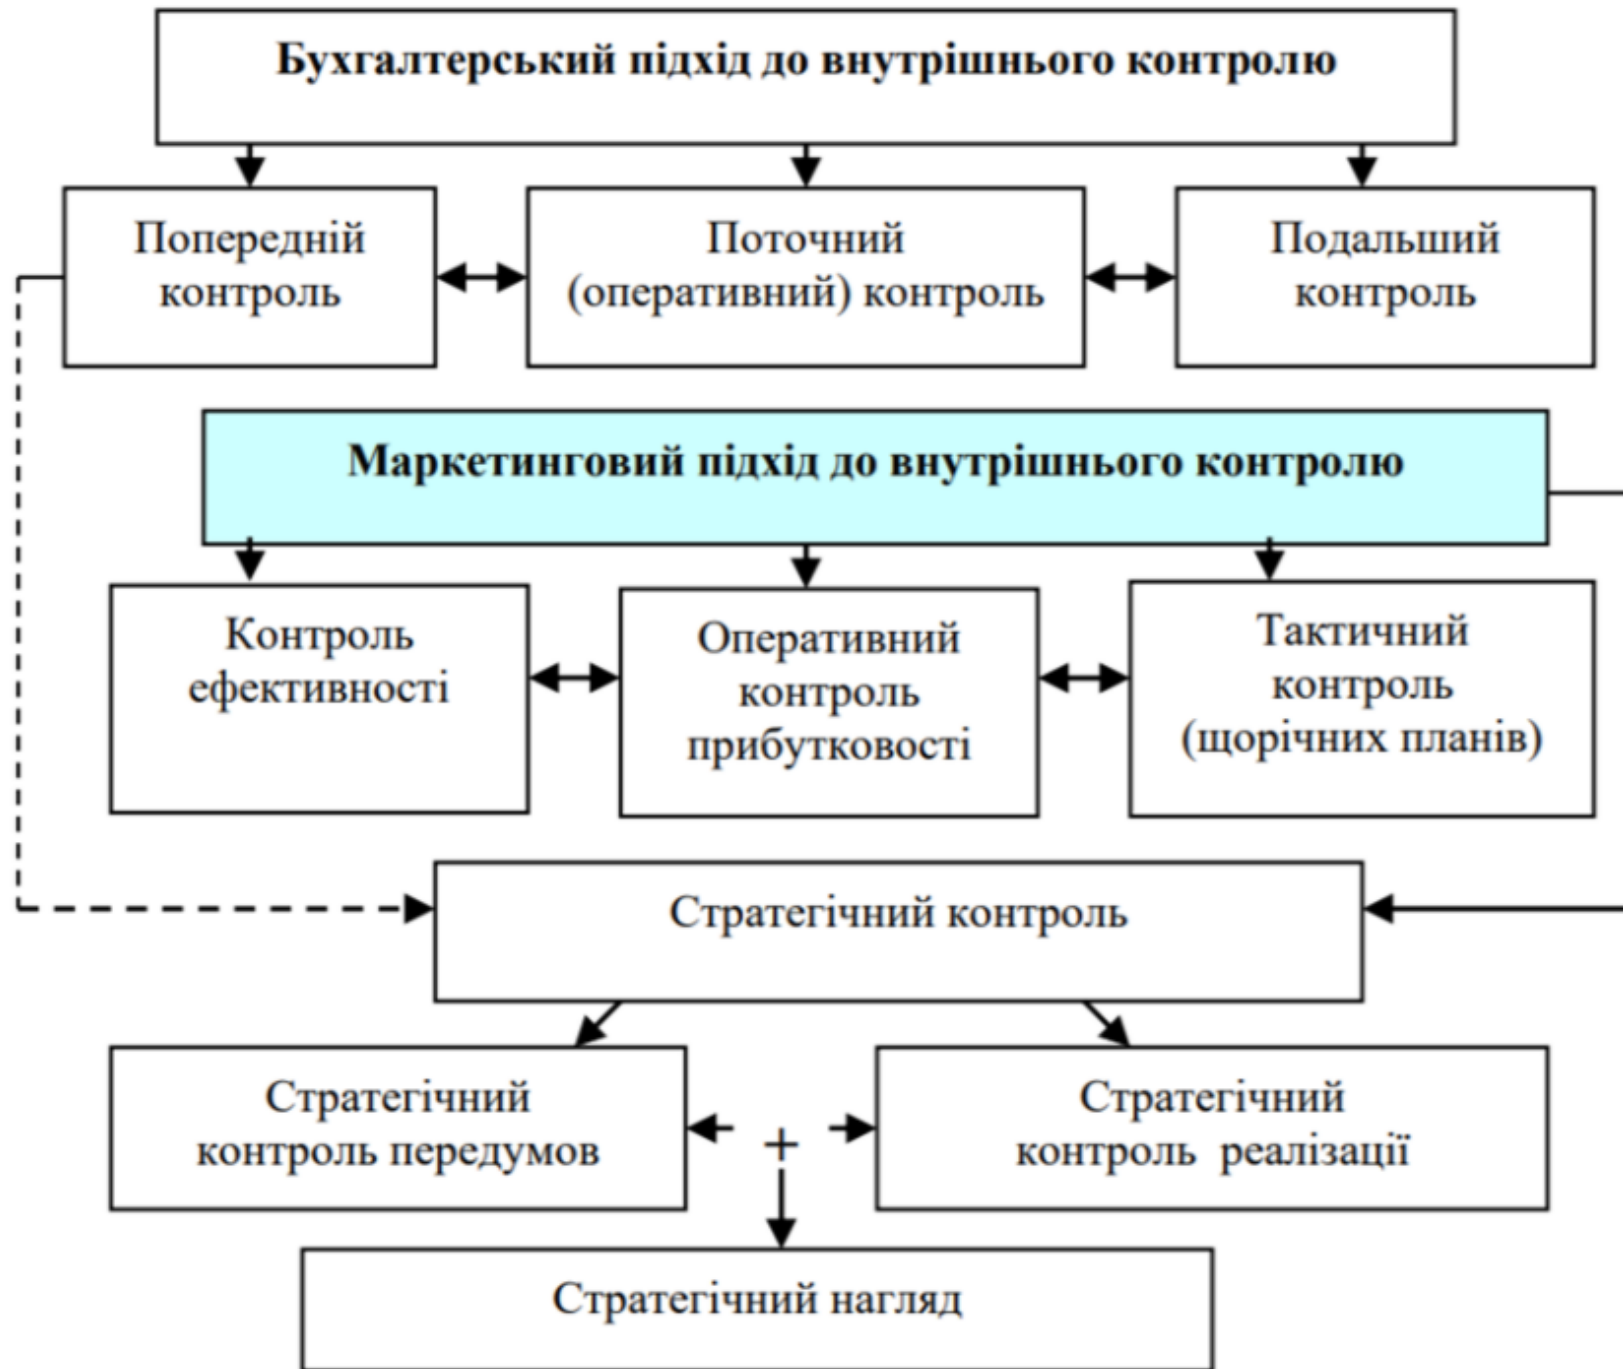 Бухгалтерський підхід до внутрішнього контролю
Попередній
контроль
Поточний
(оперативний) контроль
Подальший
контроль
Маркетинговий підхід до внутрішнього контролю
Контроль
ефективності
Оперативний
контроль
прибутковості
Тактичний
контроль
(щорічних планів)
Стратегічний контроль
Стратегічний
контроль передумов
+
Стратегічний
контроль реалізації
Стратегічний нагляд